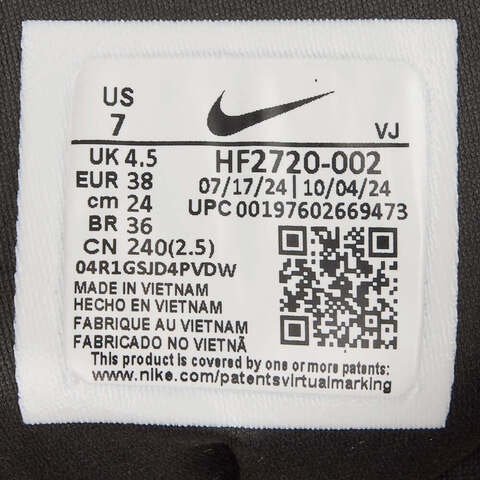 US
7
VJ
UK 4.5
EUR 38
cm 24
BR 36
CN 240(2.5)
HF2720-002
07/17/24 | 10/04/24
UPC 00197602669473
04R1GSJD4PVDW
MADE IN VIETNAM
HECHO EN VIETNAM
FABRIQUE AU VIETNAM
FABRICADO NO VIETNÃ
This product is covered by one or more patents:
www.nike.com/patentsvirtualmarking